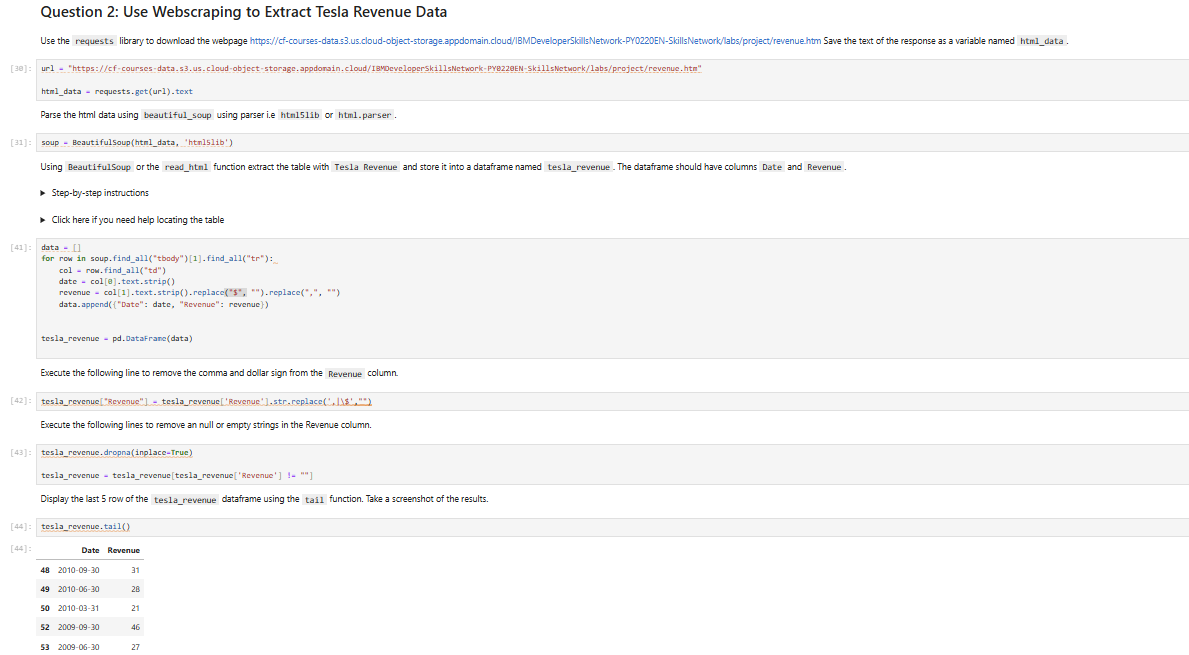 Question 2: Use Webscraping to Extract Tesla Revenue Data
Use the requests library to download the webpage https://cf-courses-data.s3.us.cloud-object-storage.appdomain.cloud/IBMDeveloperSkillsNetwork-PY0220EN-SkillsNetwork/labs/project/revenue.htm Save the text of the response as a variable named html_data.
[30]: url = "https://cf-courses-data.s3.us.cloud-object-storage.appdomain.cloud/IBMDeveloperSkillsNetwork-PY0220EN-SkillsNetwork/labs/project/revenue.htm"
html_data = requests.get(url).text
Parse the html data using beautiful_soup using parser i.e html5lib or html.parser.
[31]: soup = BeautifulSoup(html_data, 'html5lib')
Using BeautifulSoup or the read_html function extract the table with Tesla Revenue and store it into a dataframe named tesla_revenue. The dataframe should have columns Date and Revenue.
▶ Step-by-step instructions
▶ Click here if you need help locating the table
[41]: data = []
for row in soup.find_all("tbody")[1].find_all("tr"):
col = row.find_all("td")
date = col[0].text.strip()
revenue = col[1].text.strip().replace("$", "").replace(",", "")
data.append({"Date": date, "Revenue": revenue})
tesla_revenue = pd.DataFrame(data)
Execute the following line to remove the comma and dollar sign from the Revenue column.
[42]: tesla_revenue["Revenue"] = tesla_revenue['Revenue'].str.replace(',|\$',"")
Execute the following lines to remove an null or empty strings in the Revenue column.
[43]: tesla_revenue.dropna(inplace=True)
tesla_revenue = tesla_revenue[tesla_revenue['Revenue'] != ""]
Display the last 5 row of the tesla_revenue dataframe using the tail function. Take a screenshot of the results.
[44]: tesla_revenue.tail()
[44]: Date Revenue
48 2010-09-30 31
49 2010-06-30 28
50 2010-03-31 21
52 2009-09-30 46
53 2009-06-30 27